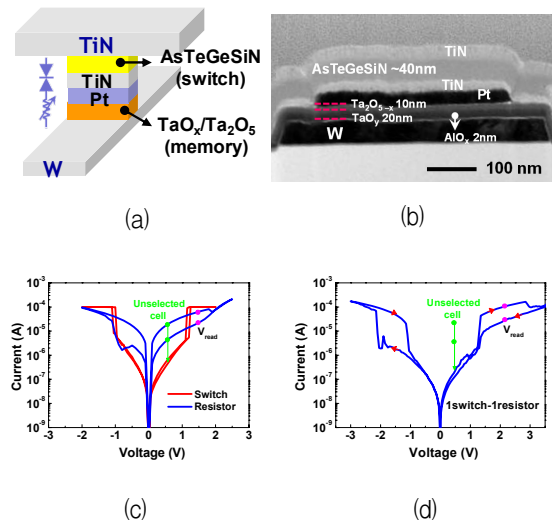 TiN
AsTeGeSiN
(switch)
TiN
Pt
TaOx/Ta2O5
(memory)
W
(a)
TiN
AsTeGeSiN ~40nm
TiN
Pt
Ta2O5-x 10nm
TaOy 20nm
W
AlOx 2nm
100 nm
(b)
10-3
10-4
10-5
10-6
10-7
10-8
10-9
Current (A)
Unselected
cell
Vread
Switch
Resistor
-3 -2 -1 0 1 2 3
Voltage (V)
(c)
10-3
10-4
10-5
10-6
10-7
10-8
10-9
Current (A)
Unselected
cell
Vread
1switch-1resistor
-3 -2 -1 0 1 2 3
Voltage (V)
(d)